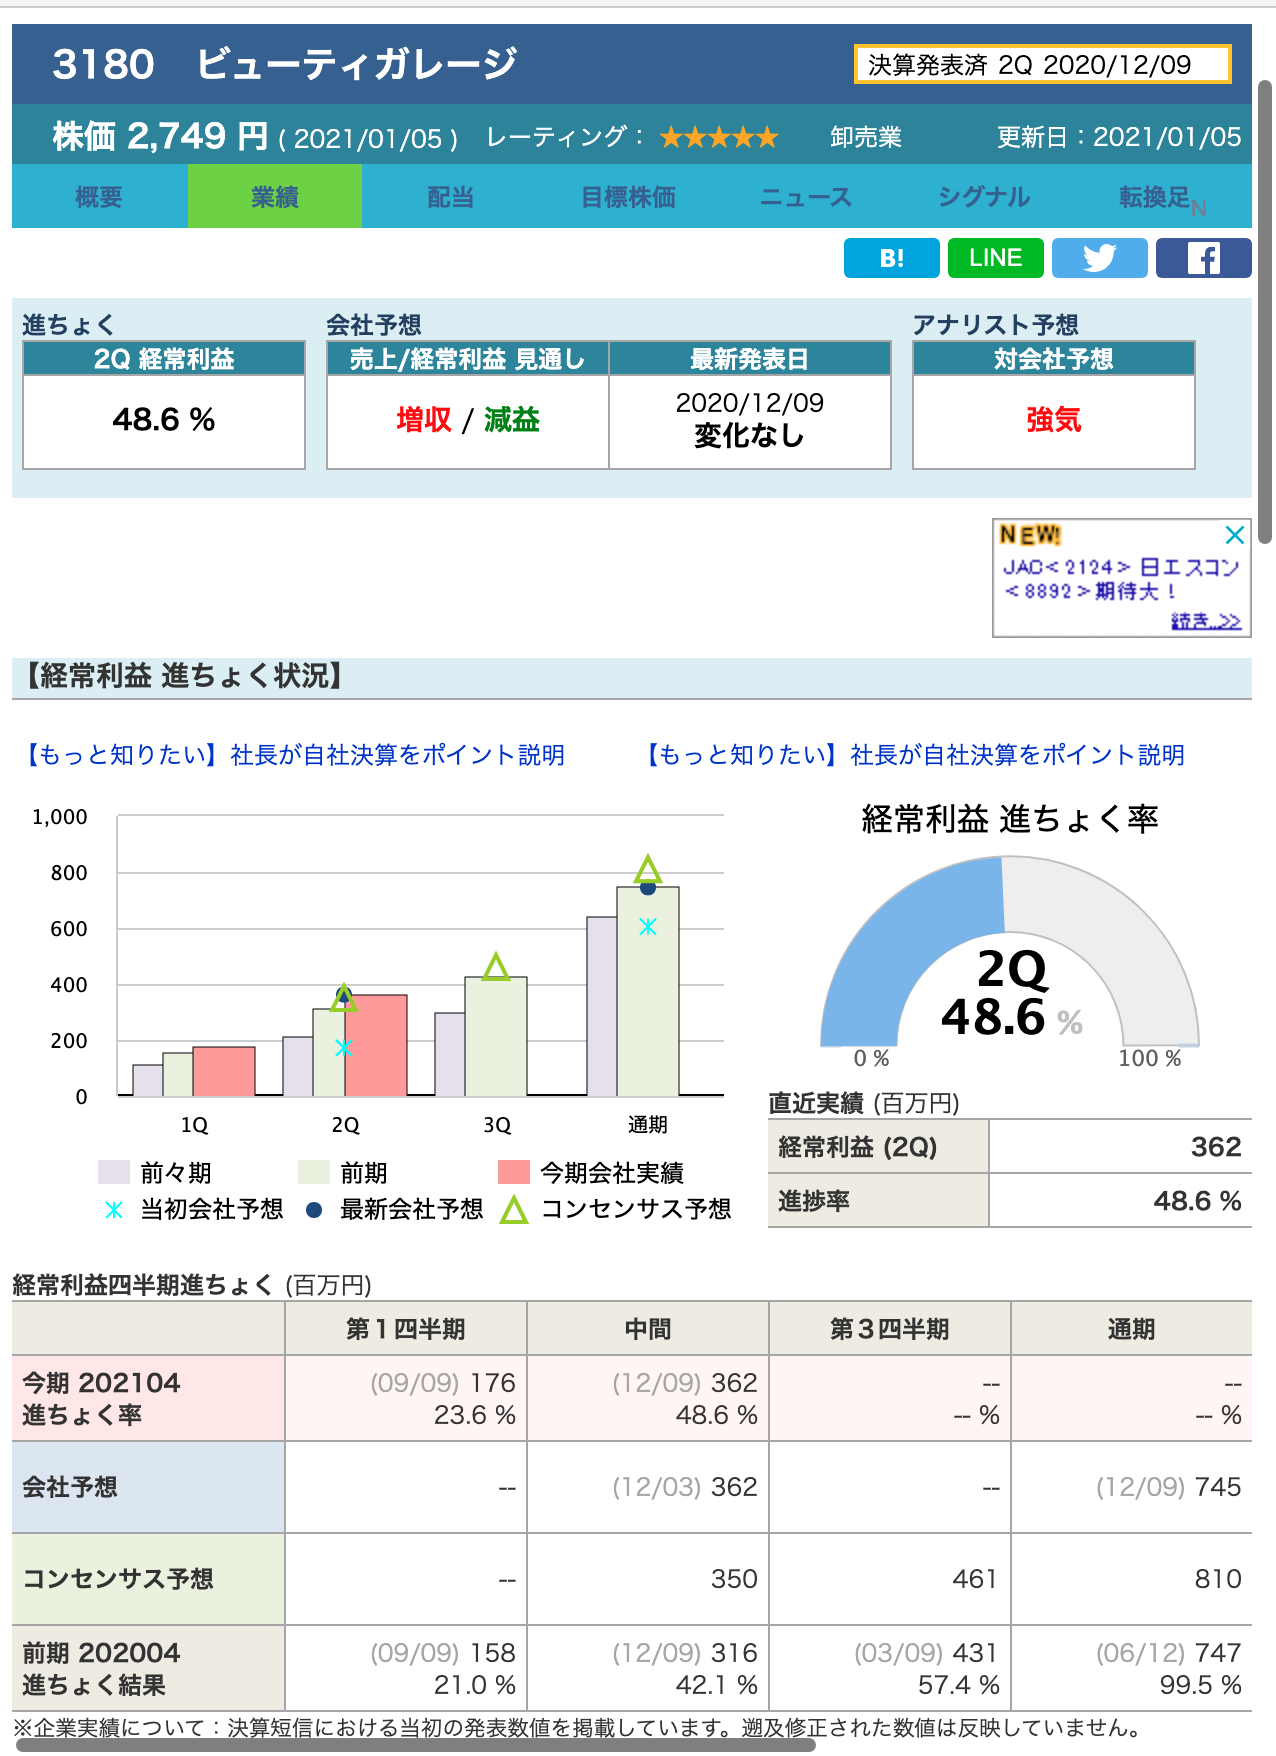 3180　ビューティガレージ
決算発表済 2Q 2020/12/09
株価 2,749 円 ( 2021/01/05 ) レーティング： ★★★★★ 卸売業 更新日：2021/01/05
概要 業績 配当 目標株価 ニュース シグナル 転換足N
B! LINE
進ちょく 会社予想 アナリスト予想
2Q 経常利益 売上/経常利益 見通し 最新発表日 対会社予想
48.6 % 増収 / 減益 2020/12/09 強気
変化なし
NEW!
JAC<2124> 日エスコン
<8892>期待大！
続き..>>
【経常利益 進ちょく状況】
【もっと知りたい】社長が自社決算をポイント説明 【もっと知りたい】社長が自社決算をポイント説明
経常利益 進ちょく率
1,000
800
600
400
200
0
1Q 2Q 3Q 通期
2Q
48.6 %
0 % 100 %
前々期 前期 今期会社実績
当初会社予想 最新会社予想 コンセンサス予想
直近実績 (百万円)
経常利益 (2Q) 362
進捗率 48.6 %
経常利益四半期進ちょく (百万円)
第１四半期 中間 第３四半期 通期
今期 202104 (09/09) 176 (12/09) 362 -- --
進ちょく率 23.6 % 48.6 % -- % -- %
会社予想 -- (12/03) 362 -- (12/09) 745
コンセンサス予想 -- 350 461 810
前期 202004 (09/09) 158 (12/09) 316 (03/09) 431 (06/12) 747
進ちょく結果 21.0 % 42.1 % 57.4 % 99.5 %
※企業実績について：決算短信における当初の発表数値を掲載しています。遡及修正された数値は反映していません。